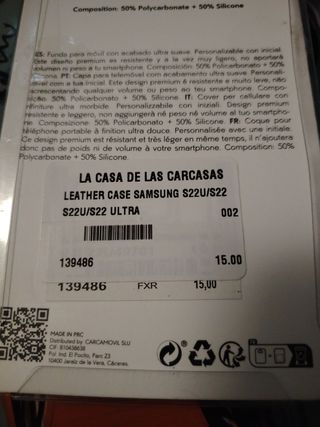 Composition: 50% Polycarbonate + 50% Silicone
ES: Funda para móvil con acabado ultra suave. Personalizable con inicial.
Este diseño premium es resistente y a la vez muy ligero, no aportará
volumen ni peso a tu smartphone. Composición: 50% Policarbonato + 50%
Silicona. PT: Capa para telemóvel com acabamento ultra suave. Personali-
zável com a tua inicial. Este design premium é resistente e muito leve, não
acrescentando qualquer volume ou peso ao teu smartphone. Compo-
sição: 50% Policarbonato + 50% Silicone IT: Cover per cellulare con
rifiniture ultra morbide. Personalizzabile con iniziali. Design premium
resistente e leggero, non aggiungerà né peso né volume al tuo smartpho-
ne. Composizione: 50% Policarbonato + 50% Silicone. FR: Coque pour
téléphone portable à finition ultra douce. Personnalisée avec une initiale.
Ce design premium est résistant et très léger en même temps, il n'ajoutera
donc pas de poids ni de volume à votre smartphone. Composition: 50%
Polycarbonate + 50% Silicone.
LA CASA DE LAS CARCASAS
LEATHER CASE SAMSUNG S22U/S22
S22U/S22 ULTRA 002
139486 15.00
139486 FXR 15,00
MADE IN PRC
Distributed by CARCAMOVIL SLU
CIF B10438638
Pol. Ind. El Pocito, Parc 23
10400 Jaraíz de la Vera, Cáceres.